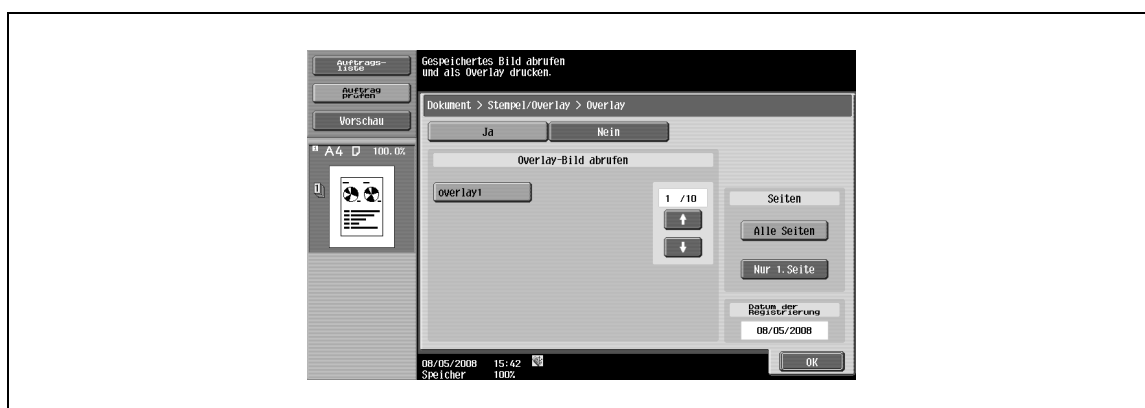 Auftrags-
liste
Auftrag
prüfen
Vorschau
A4 100.0%
1
Gespeichertes Bild abrufen
und als Overlay drucken.
Dokument > Stempel/Overlay > Overlay
Ja Nein
Overlay-Bild abrufen
overlay1
1 /10
Seiten
Alle Seiten
Nur 1.Seite
Datum der
Registrierung
08/05/2008
08/05/2008 15:42
Speicher 100%
OK